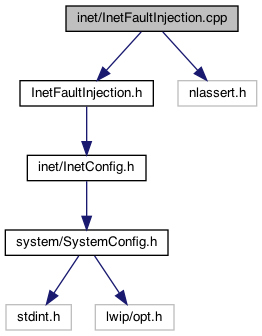 inet/InetFaultInjection.cpp
InetFaultInjection.h
nlassert.h
inet/InetConfig.h
system/SystemConfig.h
stdint.h
lwip/opt.h